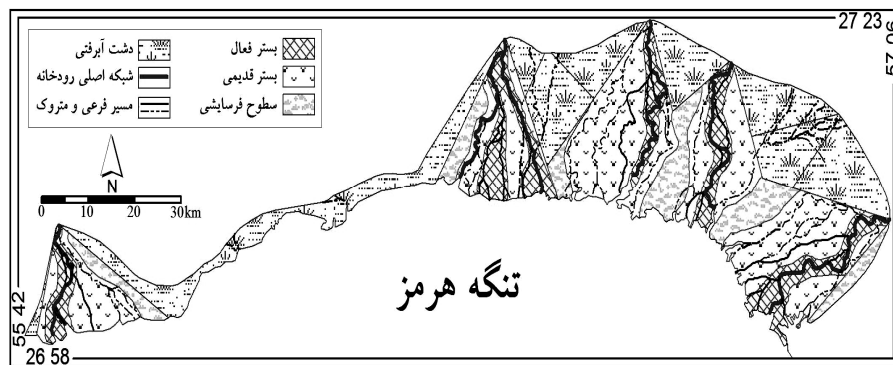 27 23
57 06
بستر فعال
دشت آبرفتی
بستر قدیمی
شبکه اصلی رودخانه
سطوح فرسایشی
مسیر فرعی و متروک
N
0 10 20 30km
تنگه هرمز
55 42
26 58